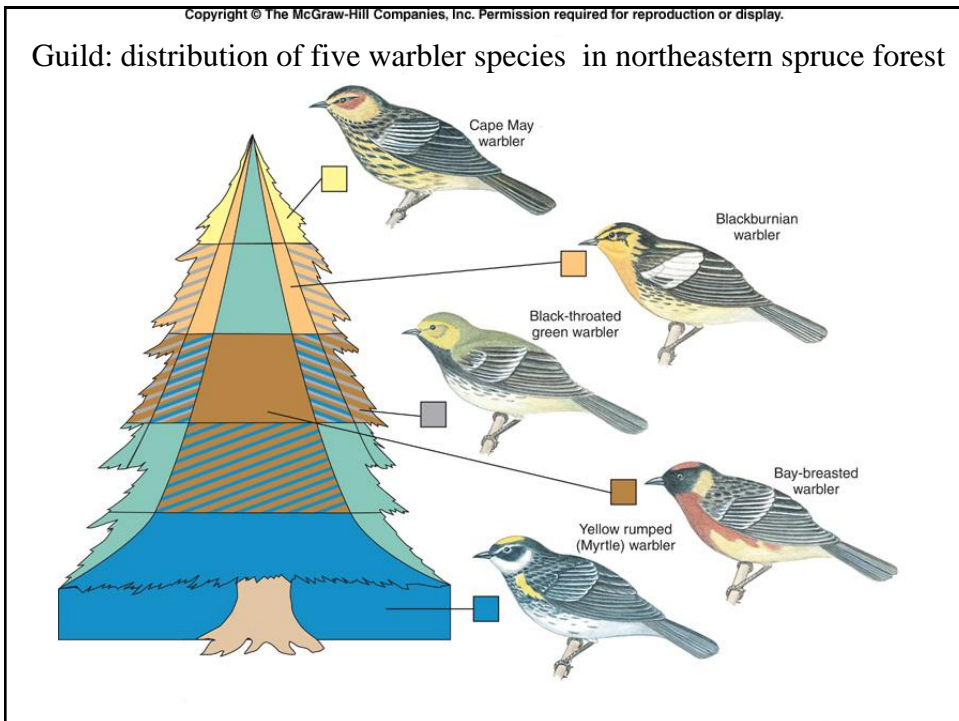 Copyright © The McGraw-Hill Companies, Inc. Permission required for reproduction or display.
Guild: distribution of five warbler species in northeastern spruce forest
Cape May
warbler
Blackburnian
warbler
Black-throated
green warbler
Bay-breasted
warbler
Yellow rumped
(Myrtle) warbler